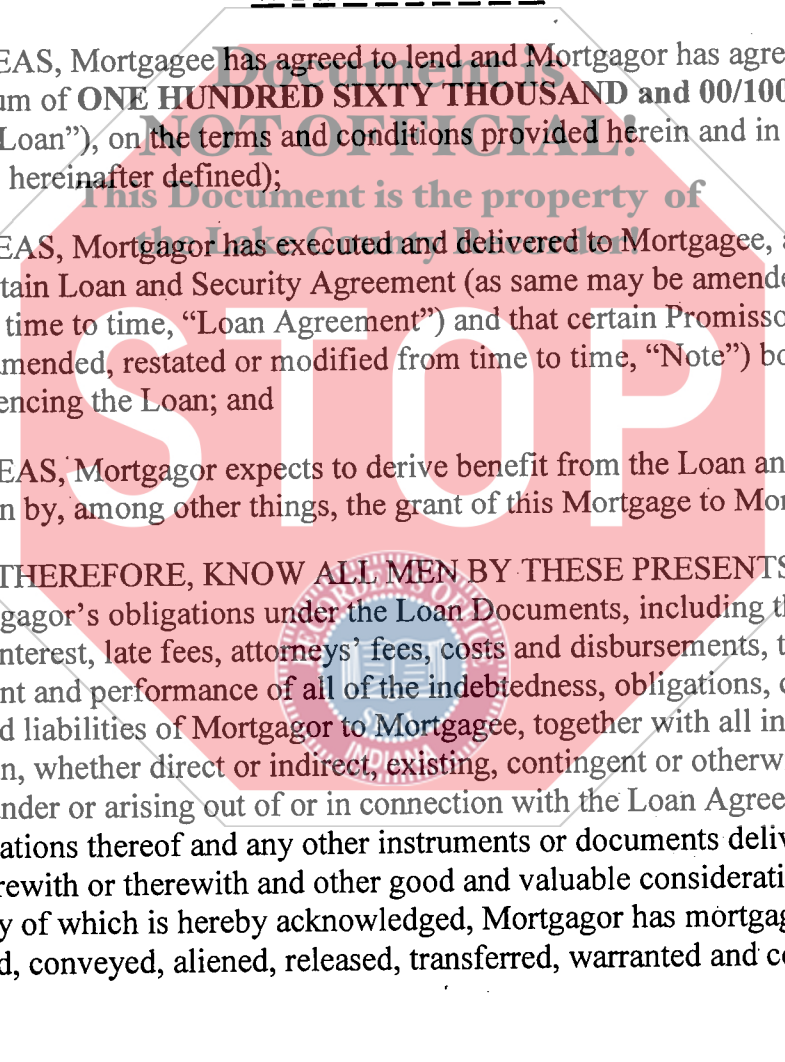 EAS, Mortgagee has agreed to lend and Mortgagor has agre
um of ONE HUNDRED SIXTY THOUSAND and 00/100
Loan”), on the terms and conditions provided herein and in
hereinafter defined);
EAS, Mortgagor has executed and delivered to Mortgagee, a
tain Loan and Security Agreement (as same may be amende
time to time, “Loan Agreement”) and that certain Promisso
mended, restated or modified from time to time, “Note”) bo
encing the Loan; and
EAS, Mortgagor expects to derive benefit from the Loan an
n by, among other things, the grant of this Mortgage to Mor
THEREFORE, KNOW ALL MEN BY THESE PRESENTS
gagor’s obligations under the Loan Documents, including th
nterest, late fees, attorneys’ fees, costs and disbursements, t
nt and performance of all of the indebtedness, obligations, c
d liabilities of Mortgagor to Mortgagee, together with all in
n, whether direct or indirect, existing, contingent or otherw
nder or arising out of or in connection with the Loan Agree
ations thereof and any other instruments or documents deliv
rewith or therewith and other good and valuable considerati
y of which is hereby acknowledged, Mortgagor has mortgag
d, conveyed, aliened, released, transferred, warranted and co
Document is
NOT OFFICIAL!
This Document is the property of
the Lake County Recorder!
STOP
RECORDER'S OFFICE
SEAL
INDIANA